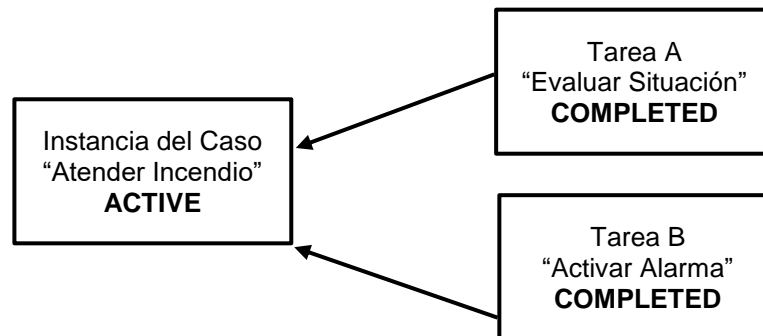 Instancia del Caso
“Atender Incendio”
ACTIVE
Tarea A
“Evaluar Situación”
COMPLETED
Tarea B
“Activar Alarma”
COMPLETED